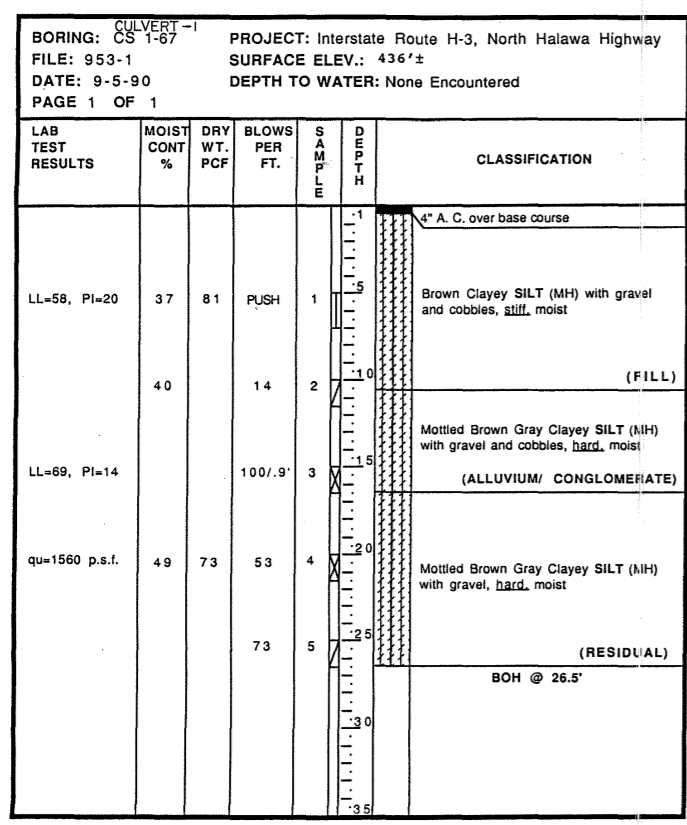 CULVERT-1
BORING: CS 1-67 PROJECT: Interstate Route H-3, North Halawa Highway
FILE: 953-1 SURFACE ELEV.: 436'±
DATE: 9-5-90 DEPTH TO WATER: None Encountered
PAGE 1 OF 1
LAB TEST RESULTS MOIST CONT % DRY WT. PCF BLOWS PER FT. SAMPLE DEPTH CLASSIFICATION
1
4" A. C. over base course
5
LL=58, PI=20 37 81 PUSH 1 Brown Clayey SILT (MH) with gravel
and cobbles, stiff, moist
10 (FILL)
40 14 2
Mottled Brown Gray Clayey SILT (MH)
with gravel and cobbles, hard, moist
15
LL=69, PI=14 100/.9' 3 (ALLUVIUM/ CONGLOMERATE)
20
qu=1560 p.s.f. 49 73 53 4 Mottled Brown Gray Clayey SILT (MH)
with gravel, hard, moist
25
73 5 (RESIDUAL)
BOH @ 26.5'
30
35